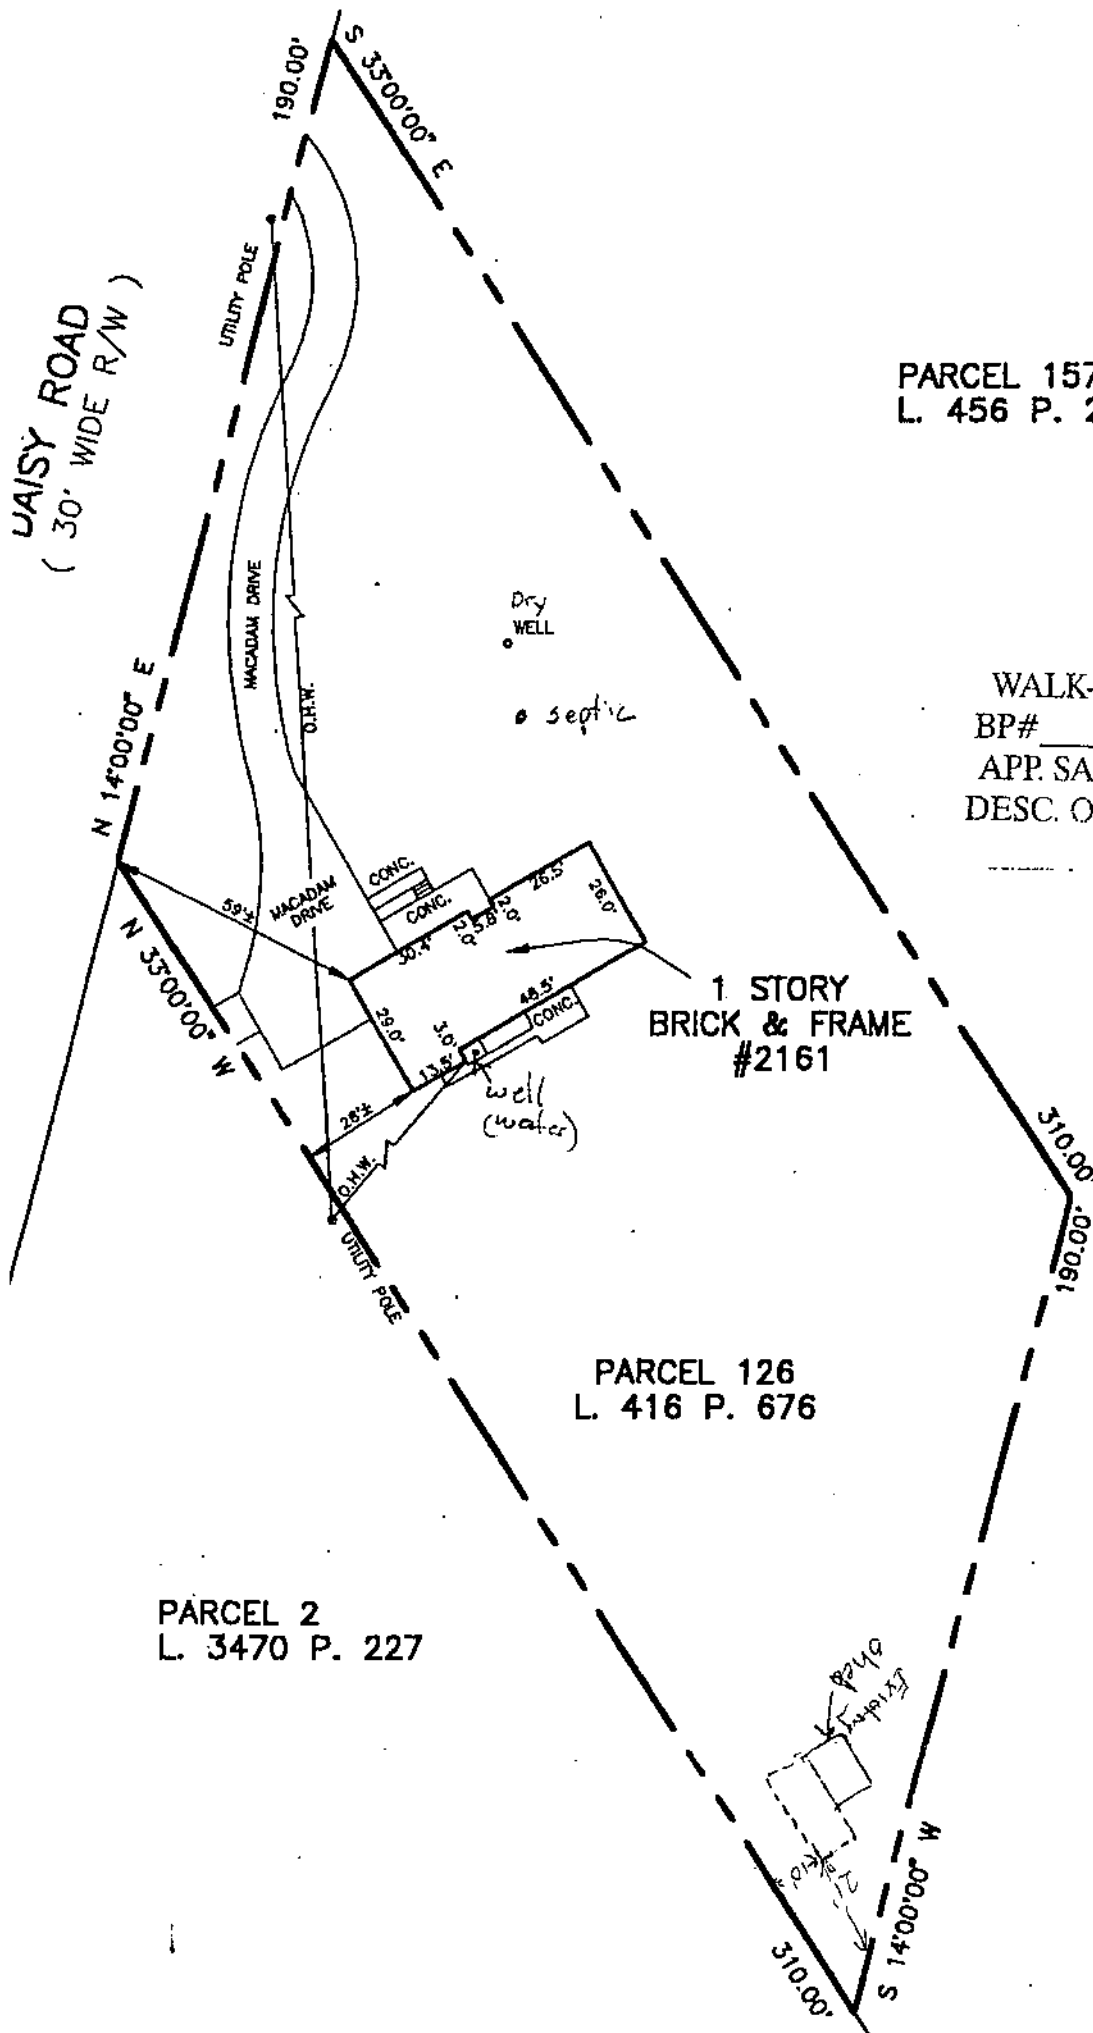 190.00'
S 33°00'00" E
UTILITY POLE
DAISY ROAD
( 30' WIDE R/W )
PARCEL 157
L. 456 P. 2
MACADAM DRIVE
O.H.W.
Dry
WELL
septic
WALK-
BP#
APP. SA
DESC. O
N 14°00'00" E
59'±
MACADAM
DRIVE
CONC.
CONC.
30.4'
2.0'
5.8'
2.0'
26.5'
26.0'
N 33°00'00" W
29.0'
13.5'
3.0'
48.5'
CONC.
1 STORY
BRICK & FRAME
#2161
well
(water)
28'±
O.H.W.
UTILITY POLE
310.00'
190.00'
PARCEL 126
L. 416 P. 676
PARCEL 2
L. 3470 P. 227
Existing
shed
10'
21'
S 14°00'00" W
310.00'